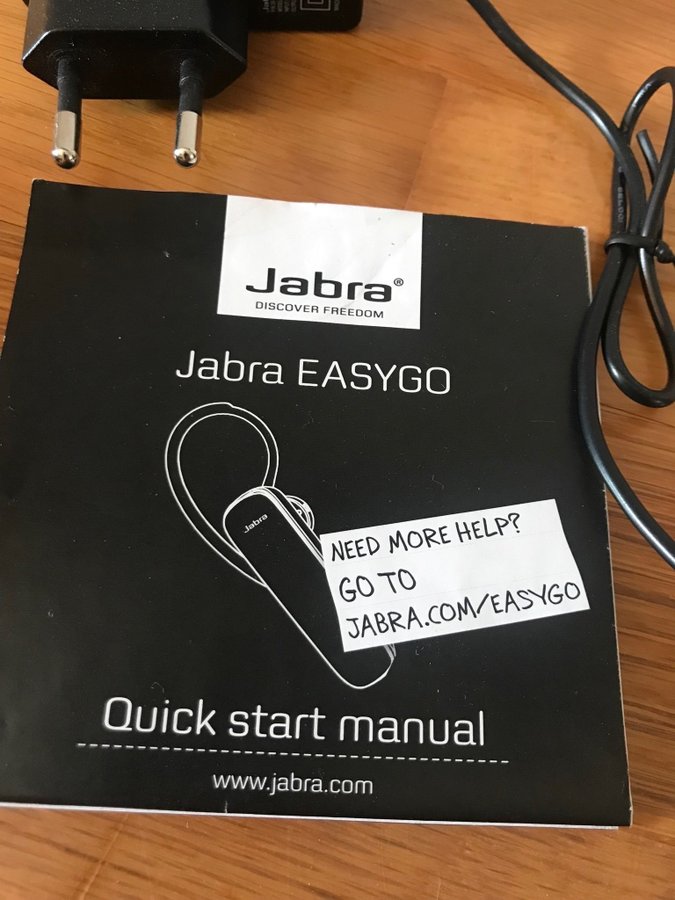 Jabra®
DISCOVER FREEDOM
Jabra EASYGO
Jabra
NEED MORE HELP?
GO TO
JABRA.COM/EASYGO
Quick start manual
www.jabra.com